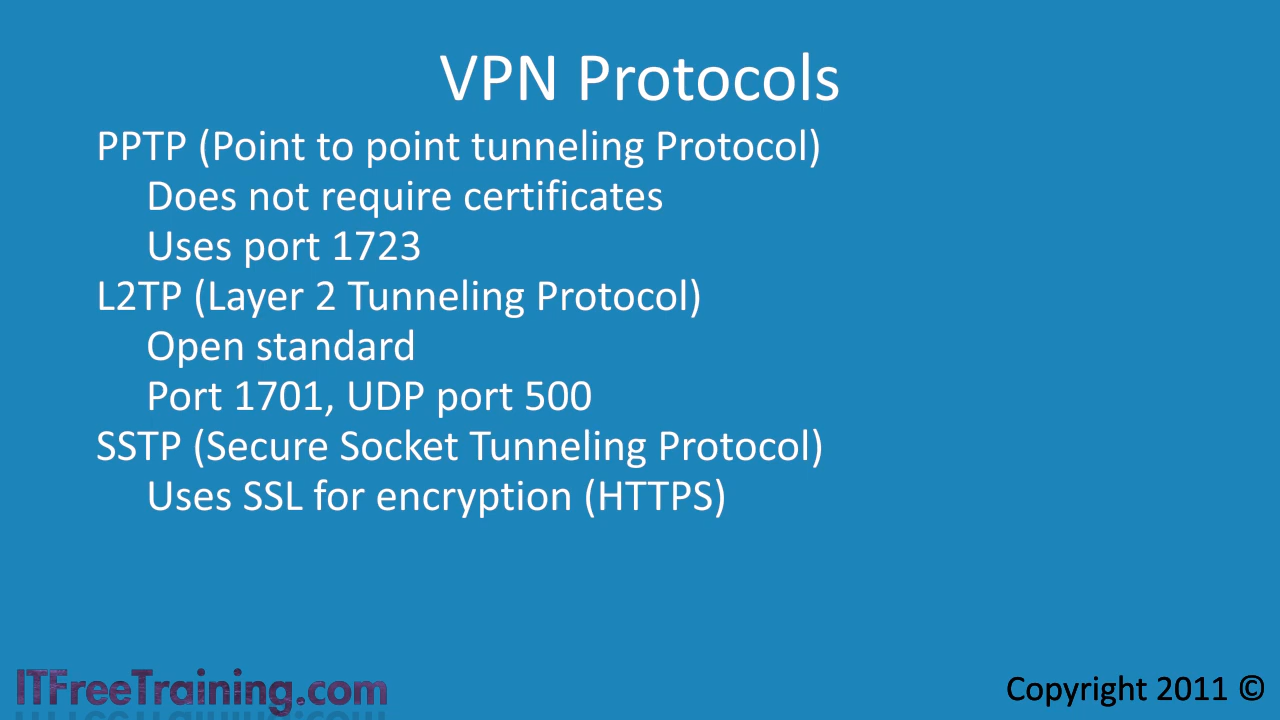 VPN Protocols
PPTP (Point to point tunneling Protocol)
Does not require certificates
Uses port 1723
L2TP (Layer 2 Tunneling Protocol)
Open standard
Port 1701, UDP port 500
SSTP (Secure Socket Tunneling Protocol)
Uses SSL for encryption (HTTPS)
ITFreeTraining.com
Copyright 2011 ©